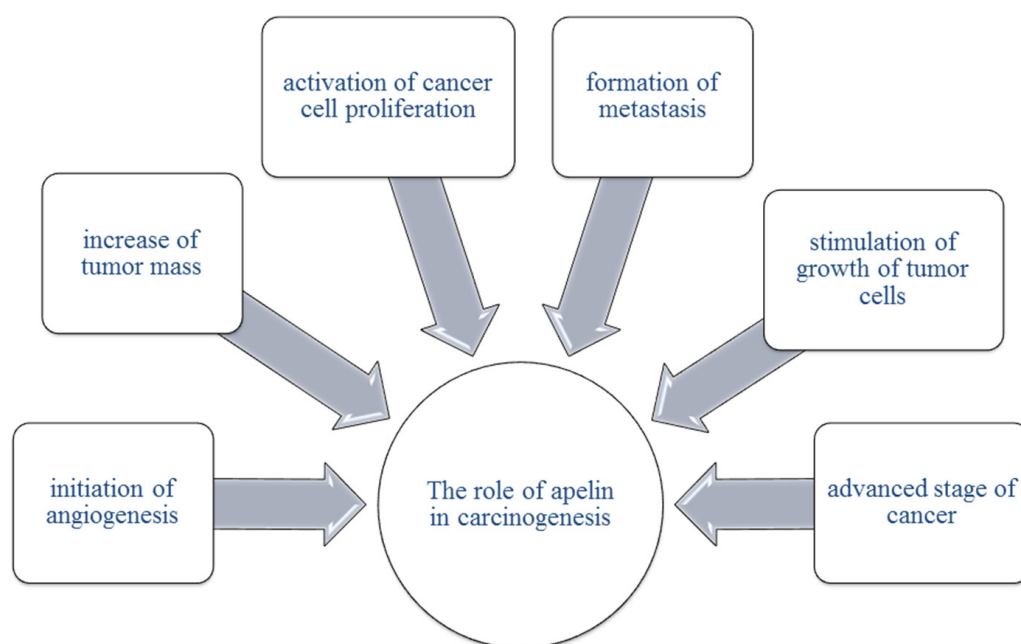 activation of cancer
cell proliferation
formation of
metastasis
increase of
tumor mass
stimulation of
growth of tumor
cells
initiation of
angiogenesis
The role of apelin
in carcinogenesis
advanced stage of
cancer